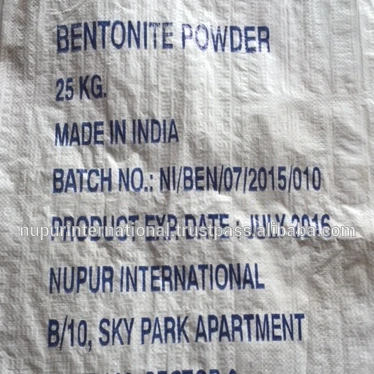 BENTONITE POWDER
25 KG.
MADE IN INDIA
BATCH NO.: NI/BEN/07/2015/010
PRODUCT EXP. DATE : JULY 2016
nupurinternational.trustpass.alibaba.com
NUPUR INTERNATIONAL
B/10, SKY PARK APARTMENT